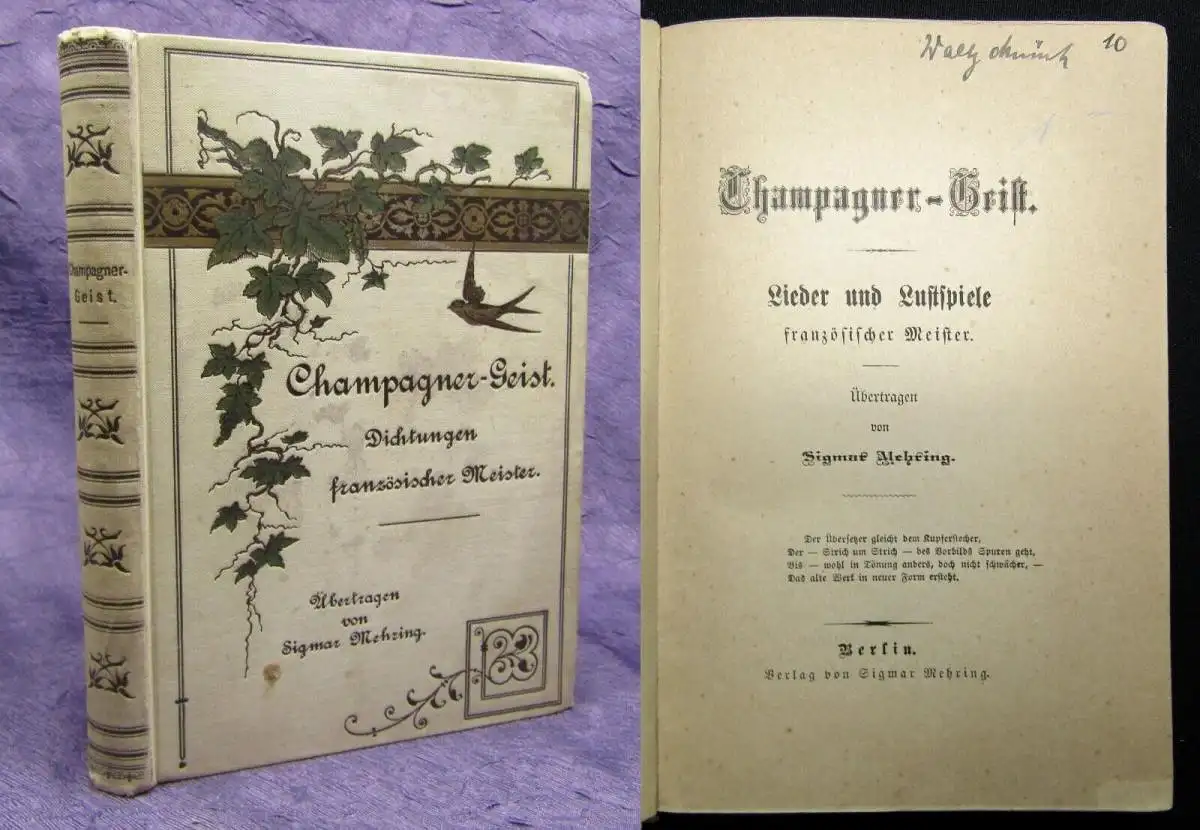 Champagner-
Geist.
Champagner-Geist.
Dichtungen
französischer Meister.
Übertragen
von
Sigmar Mehring.
10
Champagner-Geist.
Lieder und Lustspiele
französischer Meister.
Übertragen
von
Sigmar Mehring.
Der Übersetzer gleicht dem Kupferstecher,
Der — Strich um Strich — des Vorbilds Spuren geht,
Bis — wohl in Tönung anders, doch nicht schwächer, —
Das alte Werk in neuer Form ersteht.
Berlin.
Verlag von Sigmar Mehring.